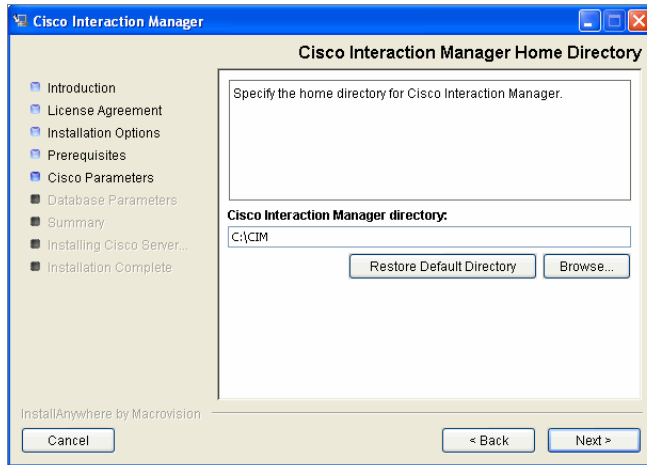 Cisco Interaction Manager
Cisco Interaction Manager Home Directory
Introduction
License Agreement
Installation Options
Prerequisites
Cisco Parameters
Database Parameters
Summary
Installing Cisco Server...
Installation Complete
Specify the home directory for Cisco Interaction Manager.
Cisco Interaction Manager directory:
C:\CIM
Restore Default Directory
Browse...
InstallAnywhere by Macrovision
Cancel
< Back
Next >